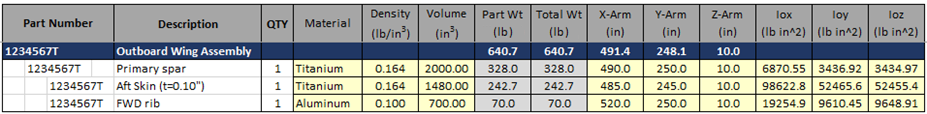 Part Number Description QTY Material Density (lb/in³) Volume (in³) Part Wt (lb) Total Wt (lb) X-Arm (in) Y-Arm (in) Z-Arm (in) Iox (lb in^2) Ioy (lb in^2) Ioz (lb in^2)
1234567T Outboard Wing Assembly 640.7 640.7 491.4 248.1 10.0
1234567T Primary spar 1 Titanium 0.164 2000.00 328.0 328.0 490.0 250.0 10.0 6870.55 3436.92 3434.97
1234567T Aft Skin (t=0.10") 1 Titanium 0.164 1480.00 242.7 242.7 485.0 245.0 10.0 98622.8 52465.6 52455.4
1234567T FWD rib 1 Aluminum 0.100 700.00 70.0 70.0 520.0 250.0 10.0 19254.9 9610.45 9648.91